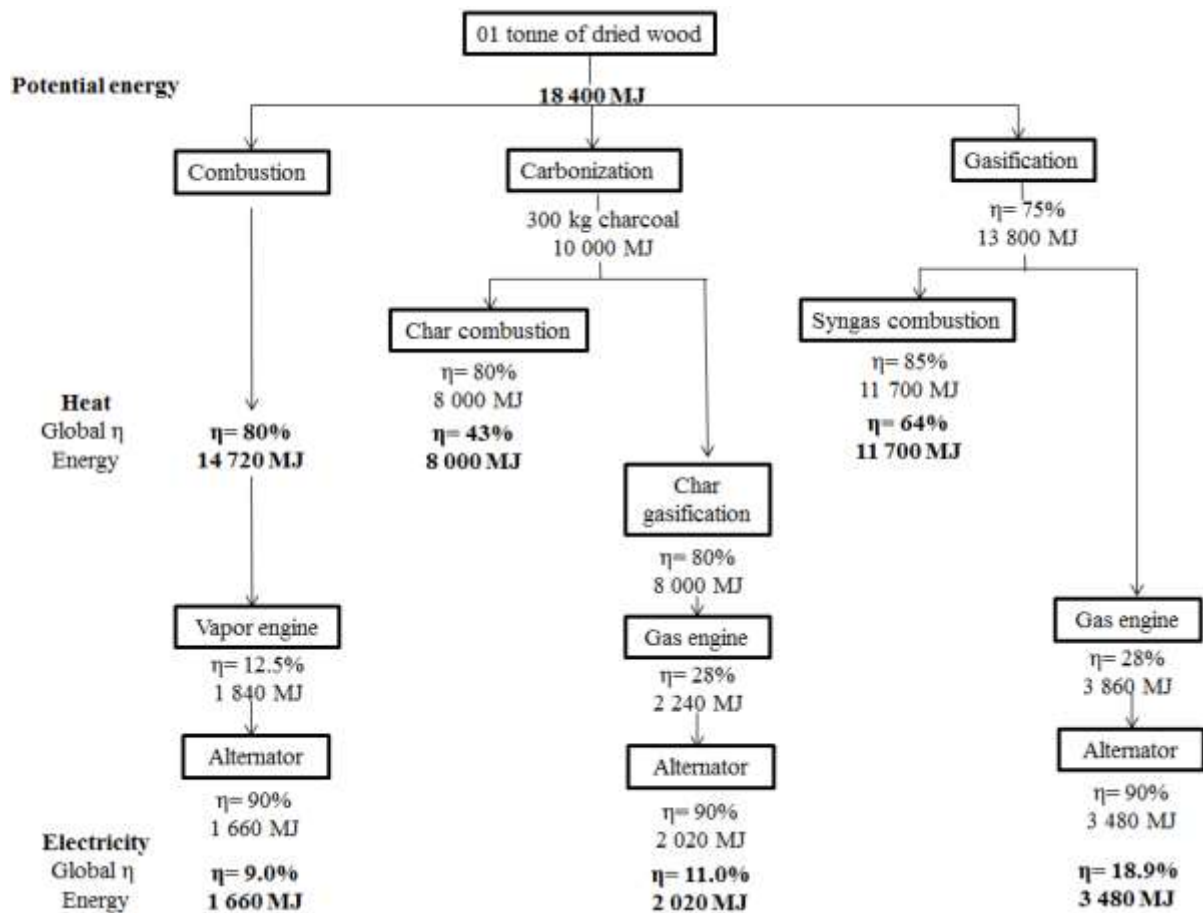 01 tonne of dried wood
Potential energy
18 400 MJ
Combustion
Carbonization
Gasification
300 kg charcoal
10 000 MJ
η= 75%
13 800 MJ
Char combustion
η= 80%
8 000 MJ
Syngas combustion
η= 85%
11 700 MJ
Heat
Global η
Energy
η= 80%
14 720 MJ
η= 43%
8 000 MJ
η= 64%
11 700 MJ
Char
gasification
η= 80%
8 000 MJ
Vapor engine
η= 12.5%
1 840 MJ
Gas engine
η= 28%
2 240 MJ
Gas engine
η= 28%
3 860 MJ
Alternator
η= 90%
1 660 MJ
Alternator
η= 90%
2 020 MJ
Alternator
η= 90%
3 480 MJ
Electricity
Global η
Energy
η= 9.0%
1 660 MJ
η= 11.0%
2 020 MJ
η= 18.9%
3 480 MJ